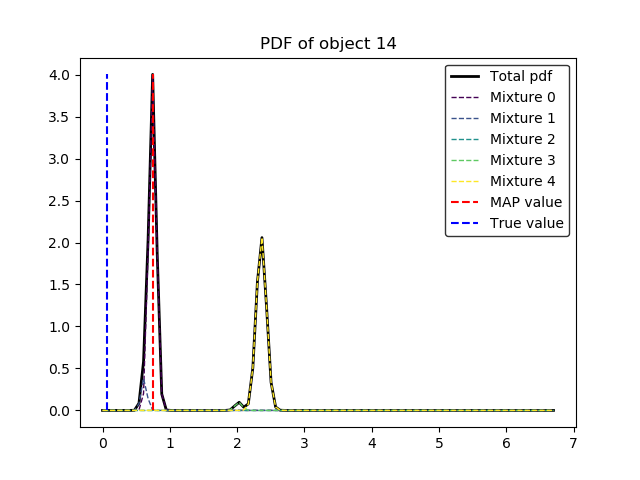 PDF of object 14
4.0
3.5
3.0
2.5
2.0
1.5
1.0
0.5
0.0
0 1 2 3 4 5 6 7
Total pdf
Mixture 0
Mixture 1
Mixture 2
Mixture 3
Mixture 4
MAP value
True value